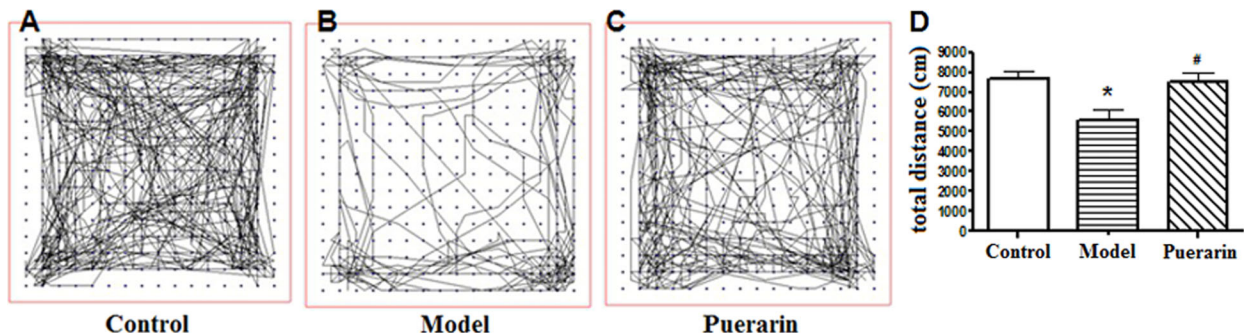 A
B
C
D
Control
Model
Puerarin
total distance (cm)
9000
8000
7000
6000
5000
4000
3000
2000
1000
0
*
#
Control
Model
Puerarin